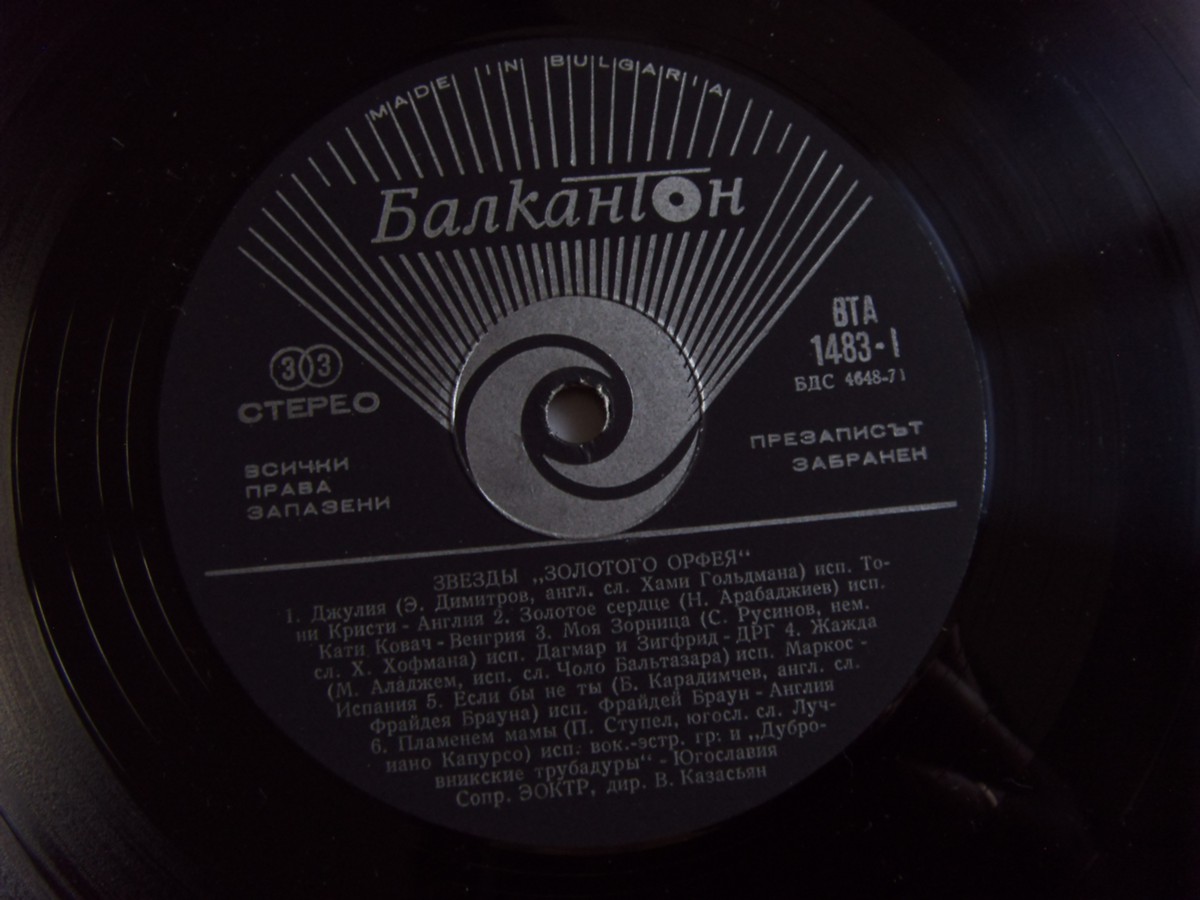 MADE IN BULGARIA
Балкантон
33
СТЕРЕО
ВТА
1483-I
БДС 4648-71
ВСИЧКИ
ПРАВА
ЗАПАЗЕНИ
ПРЕЗАПИСЪТ
ЗАБРАНЕН
ЗВЕЗДЫ „ЗОЛОТОГО ОРФЕЯ“
1. Джулия (Э. Димитров, англ. сл. Хами Гольдмана) исп. То-
ни Кристи - Англия 2. Золотое сердце (Н. Арабаджиев) исп.
Кати Ковач - Венгрия 3. Моя Зорница (С. Русинов, нем.
сл. Х. Хофмана) исп. Дагмар и Зигфрид - ДРГ 4. Жажда
(М. Аладжем, исп. сл. Чоло Бальтазара) исп. Маркос -
Испания 5. Если бы не ты (Б. Карадимчев, англ. сл.
Фрайдея Брауна) исп. Фрайдей Браун - Англия
6. Пламенем мамы (П. Ступел, югосл. сл. Луч-
иано Капурсо) исп. вок.-эстр. гр. и „Дубро-
вникские трубадуры“ - Югославия
Сопр. ЭОКТР, дир. В. Казасьян